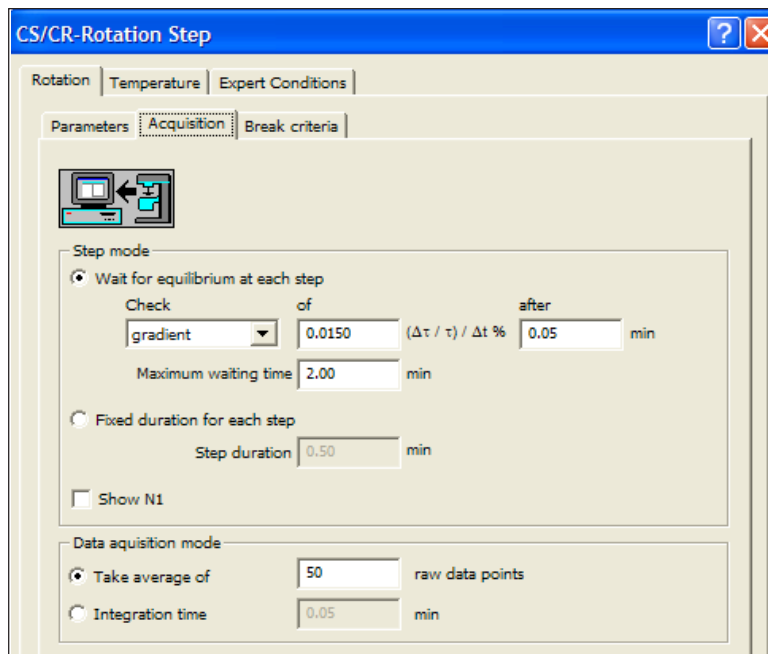 CS/CR-Rotation Step
Rotation Temperature Expert Conditions
Parameters Acquisition Break criteria
Step mode
Wait for equilibrium at each step
Check of after
gradient 0.0150 (Δτ / τ) / Δt % 0.05 min
Maximum waiting time 2.00 min
Fixed duration for each step
Step duration 0.50 min
Show N1
Data aquisition mode
Take average of 50 raw data points
Integration time 0.05 min